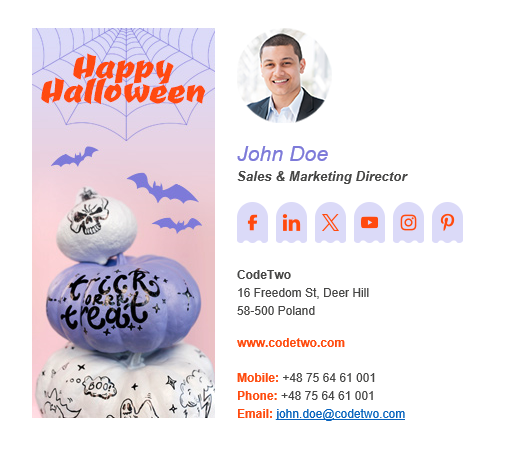 Happy
Halloween
TRICK
OR
treat
BOO!
John Doe
Sales & Marketing Director
CodeTwo
16 Freedom St, Deer Hill
58-500 Poland
www.codetwo.com
Mobile: +48 75 64 61 001
Phone: +48 75 64 61 001
Email: john.doe@codetwo.com